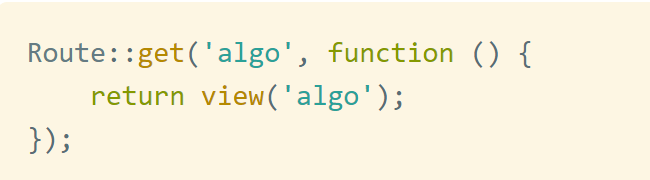 Route::get('algo', function () {
    return view('algo');
});